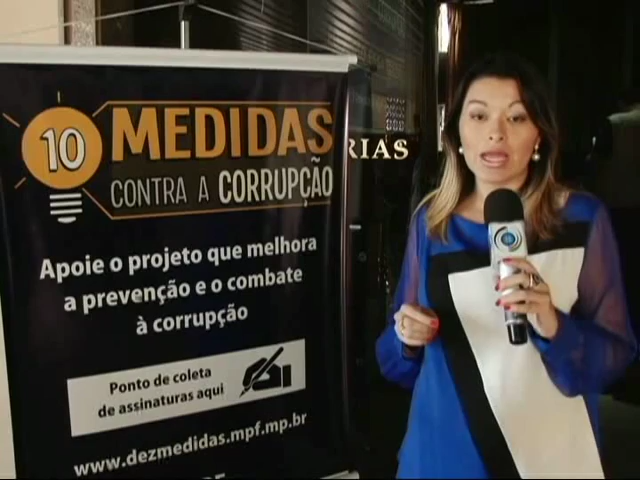 10 MEDIDAS
CONTRA A CORRUPÇÃO
RIAS
Apoie o projeto que melhora
a prevenção e o combate
à corrupção
Ponto de coleta
de assinaturas aqui
www.dezmedidas.mpf.mp.br